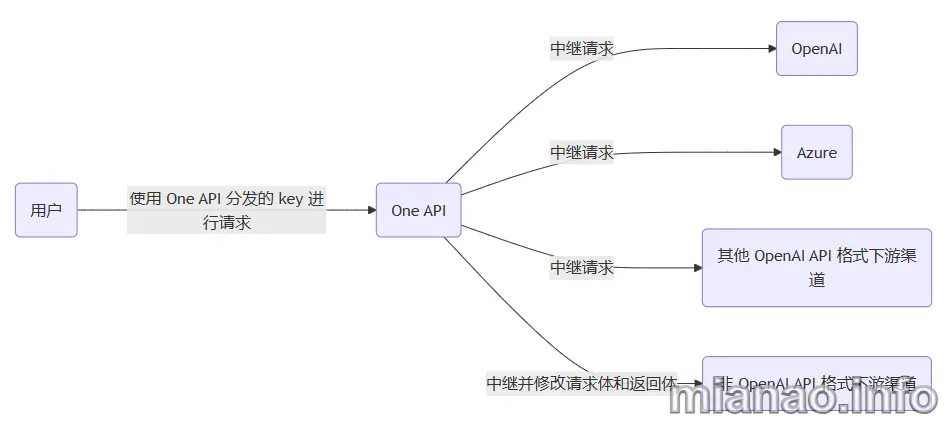 中继请求
OpenAI
中继请求
Azure
用户
使用 One API 分发的 key 进
行请求
One API
中继请求
其他 OpenAI API 格式下游渠
道
中继并修改请求体和返回体
非 OpenAI API 格式下游渠道
mianao.info